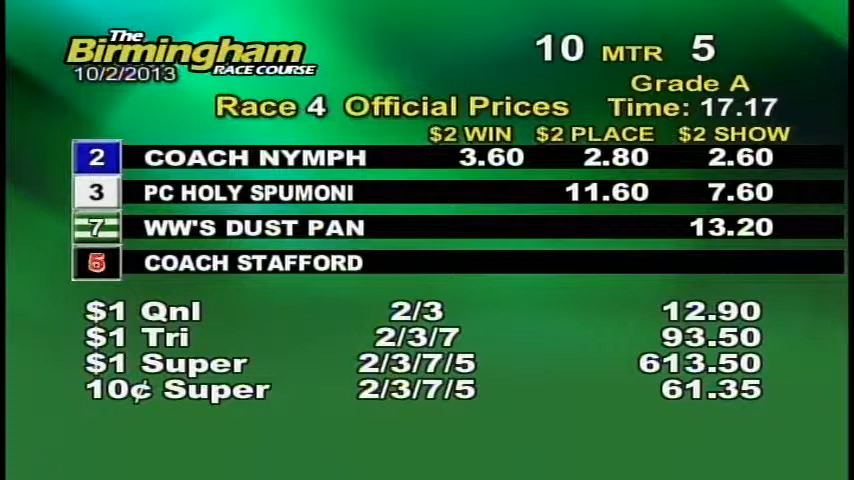 The
Birmingham
RACE COURSE
10/2/2013
10 MTR 5
Grade A
Race 4 Official Prices Time: 17.17
$2 WIN $2 PLACE $2 SHOW
2 COACH NYMPH 3.60 2.80 2.60
3 PC HOLY SPUMONI 11.60 7.60
7 WW'S DUST PAN 13.20
5 COACH STAFFORD
$1 Qnl 2/3 12.90
$1 Tri 2/3/7 93.50
$1 Super 2/3/7/5 613.50
10¢ Super 2/3/7/5 61.35